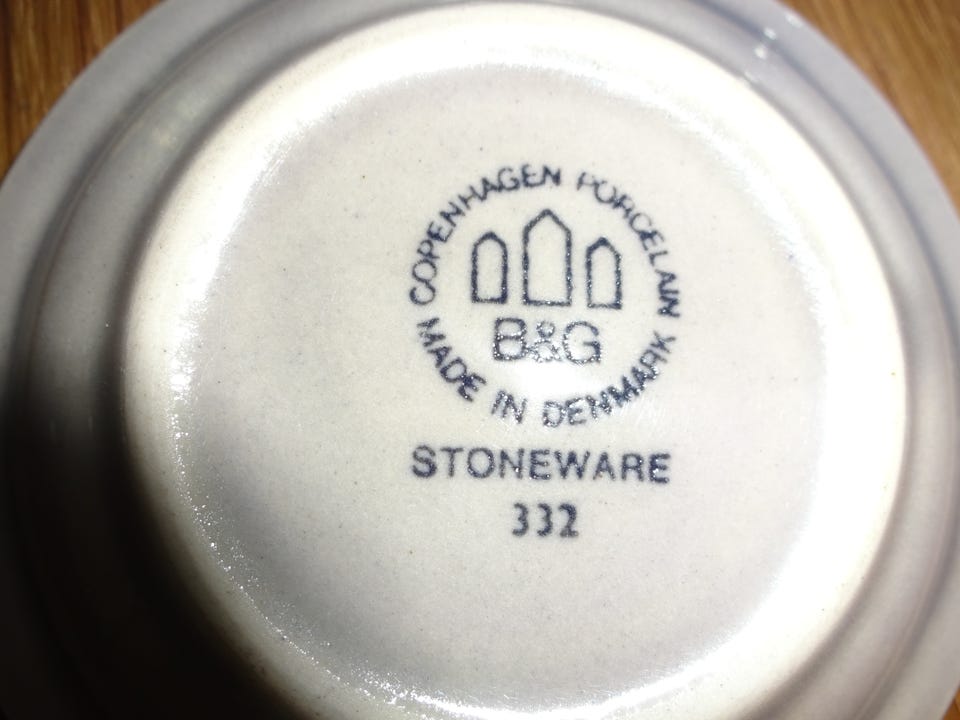 COPENHAGEN PORCELAIN
B&G
MADE IN DENMARK
STONEWARE
332